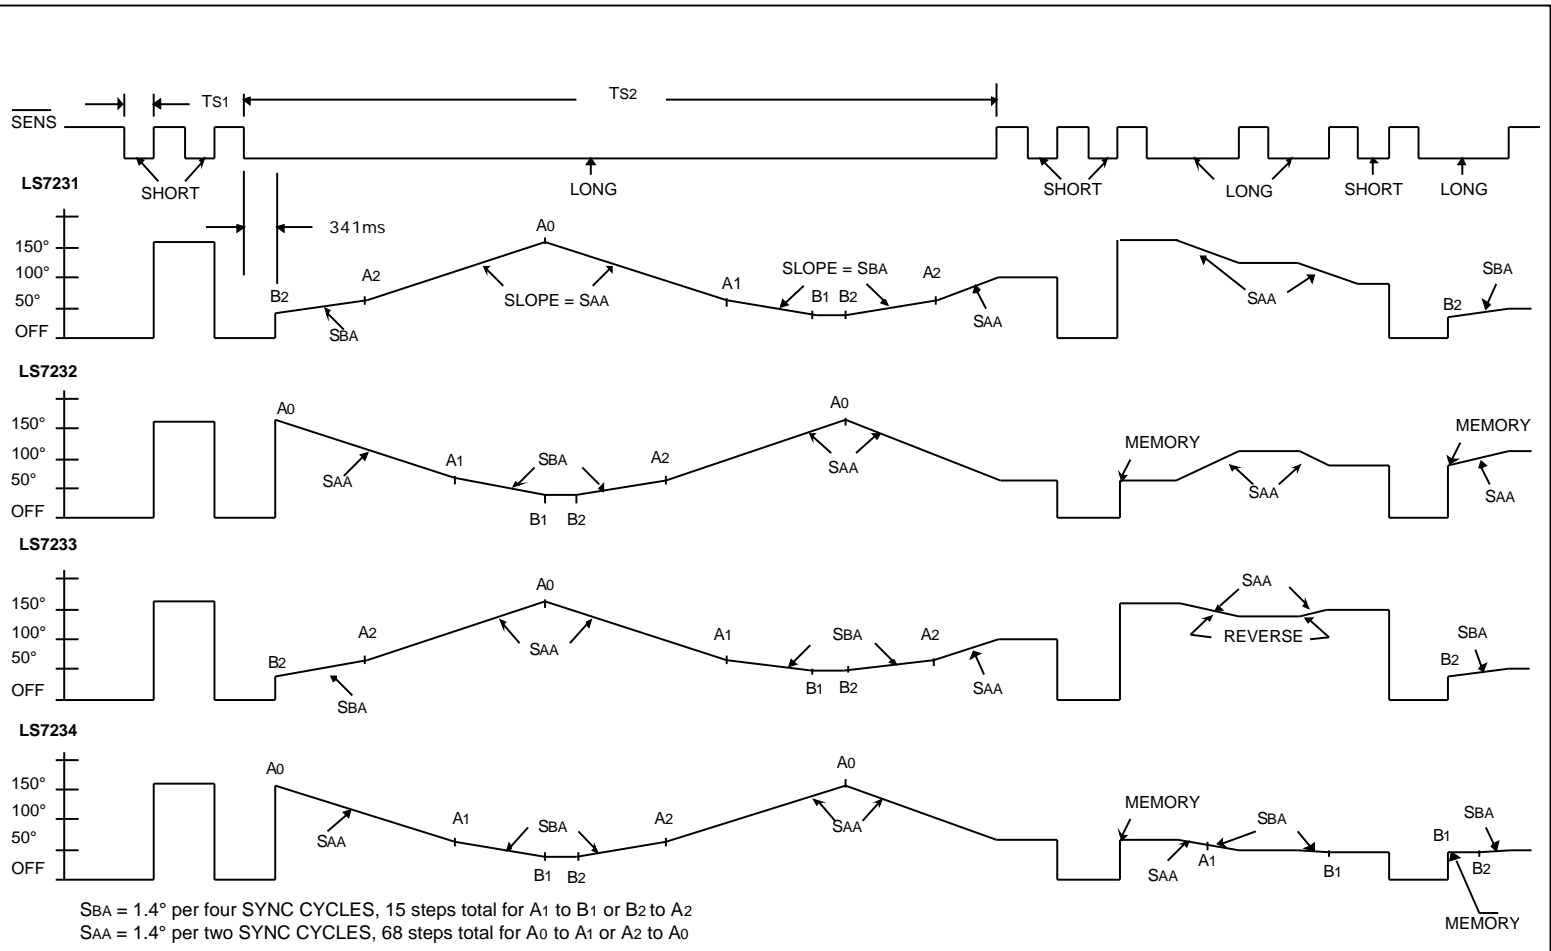 TS1
TS2
SENS
SHORT
LONG
SHORT
LONG
SHORT
LONG
LS7231
341ms
150°
100°
50°
OFF
B2
A2
A0
A1
SLOPE = SBA
B1 B2
A2
SLOPE = SAA
SBA
SAA
SAA
B2
SBA
LS7232
150°
100°
50°
OFF
A0
SAA
A1
SBA
B1 B2
A2
A0
SAA
MEMORY
SAA
MEMORY
SAA
LS7233
150°
100°
50°
OFF
B2
A2
SBA
A0
SAA
A1
SBA
B1 B2
A2
SAA
SAA
REVERSE
SBA
B2
LS7234
150°
100°
50°
OFF
A0
SAA
A1
SBA
B1 B2
A2
A0
SAA
MEMORY
SAA
A1
SBA
B1
B1
SBA
B2
MEMORY
SBA = 1.4° per four SYNC CYCLES, 15 steps total for A1 to B1 or B2 to A2
SAA = 1.4° per two SYNC CYCLES, 68 steps total for A0 to A1 or A2 to A0